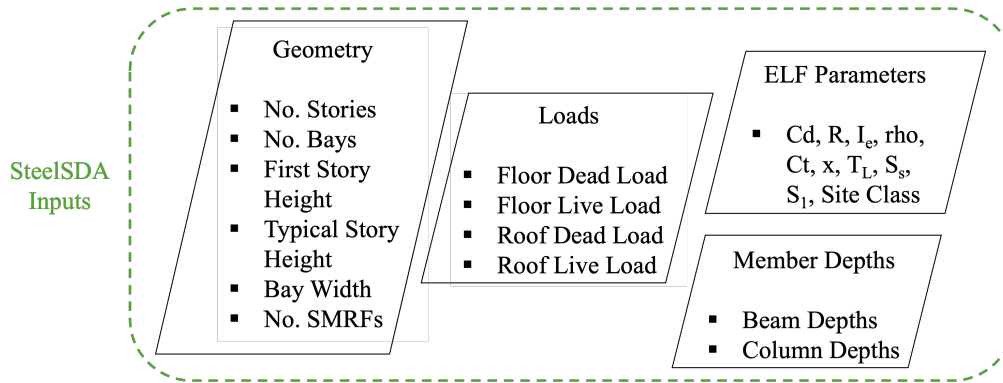 SteelSDA
Inputs
Geometry
▪ No. Stories
▪ No. Bays
▪ First Story
Height
▪ Typical Story
Height
▪ Bay Width
▪ No. SMRFs
Loads
▪ Floor Dead Load
▪ Floor Live Load
▪ Roof Dead Load
▪ Roof Live Load
ELF Parameters
▪ Cd, R, Iₑ, rho,
Ct, x, T_L, Sₛ,
S₁, Site Class
Member Depths
▪ Beam Depths
▪ Column Depths